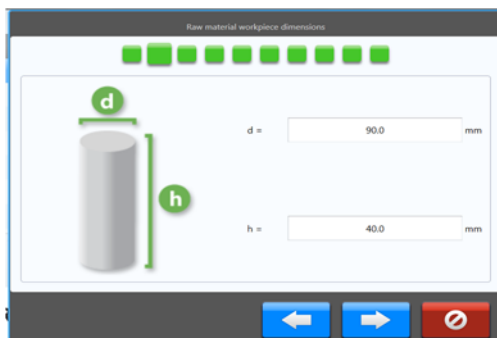 Raw material workpiece dimensions
d
d = 90.0 mm
h
h = 40.0 mm